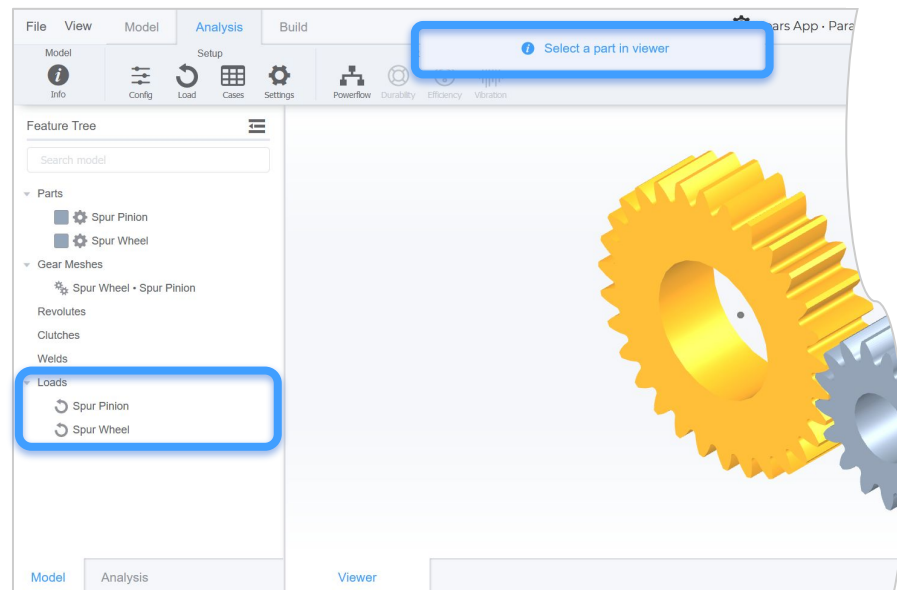 File View Model Analysis Build
ars App • Para
Select a part in viewer
Model
Setup
Info Config Load Cases Settings Powerflow Durability Efficiency Vibration
Feature Tree
Search model
Parts
Spur Pinion
Spur Wheel
Gear Meshes
Spur Wheel • Spur Pinion
Revolutes
Clutches
Welds
Loads
Spur Pinion
Spur Wheel
Model Analysis Viewer